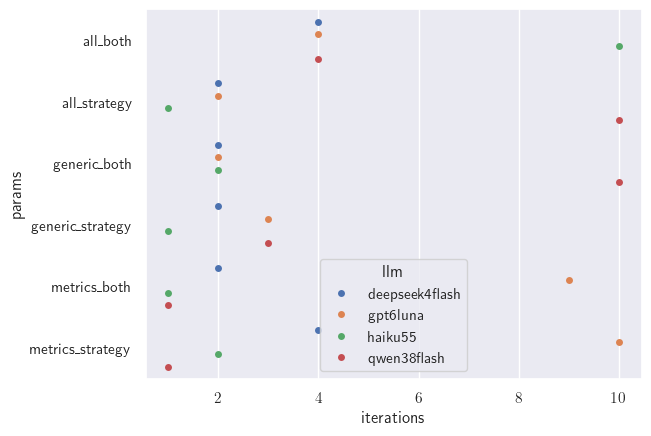 all_both
all_strategy
generic_both
generic_strategy
metrics_both
metrics_strategy
params
llm
deepseek4flash
gpt6luna
haiku55
qwen38flash
2 4 6 8 10
iterations